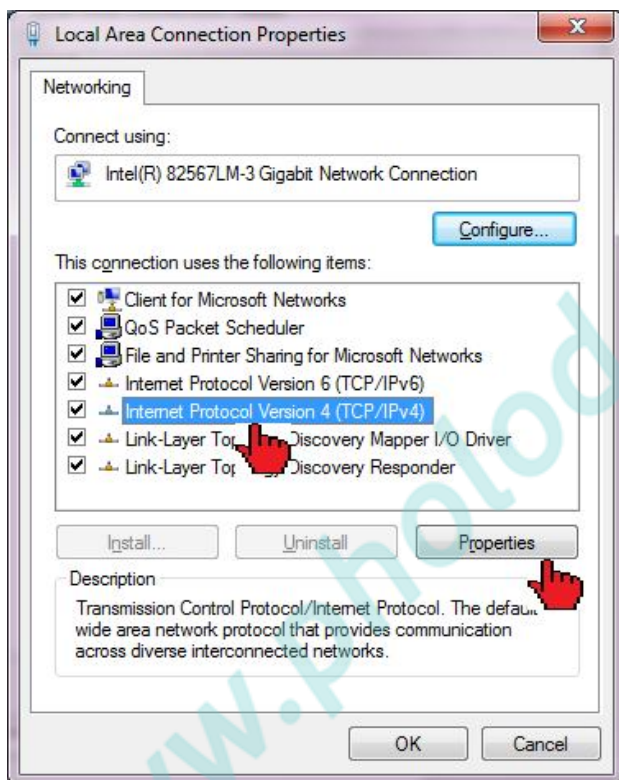 Local Area Connection Properties
Networking
Connect using:
Intel(R) 82567LM-3 Gigabit Network Connection
Configure...
This connection uses the following items:
Client for Microsoft Networks
QoS Packet Scheduler
File and Printer Sharing for Microsoft Networks
Internet Protocol Version 6 (TCP/IPv6)
Internet Protocol Version 4 (TCP/IPv4)
Link-Layer Discovery Mapper I/O Driver
Link-Layer Discovery Responder
Install... Uninstall Properties
Description
Transmission Control Protocol/Internet Protocol. The
wide area network protocol that provides communication
across diverse interconnected networks.
OK Cancel
w.pholod